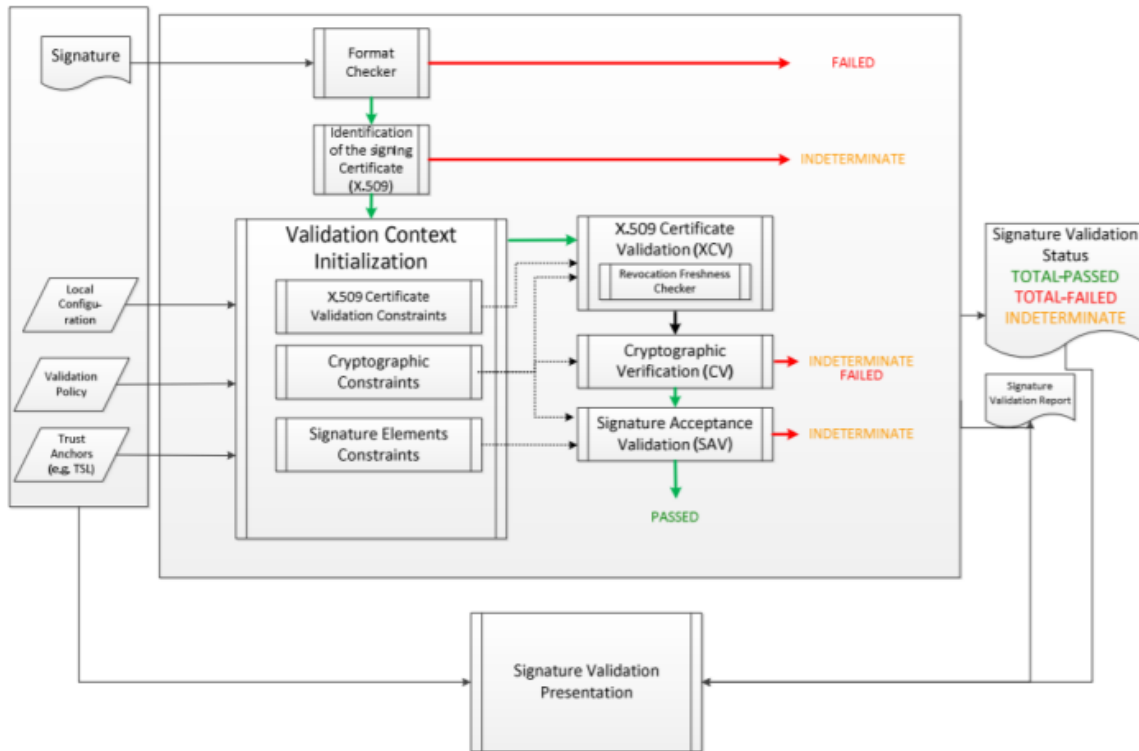 Signature
Format
Checker
FAILED
Identification
of the signing
Certificate
(X.509)
INDETERMINATE
Validation Context
Initialization
X.509 Certificate
Validation Constraints
Cryptographic
Constraints
Signature Elements
Constraints
Local
Configu-
ration
Validation
Policy
Trust
Anchors
(e.g. TSL)
X.509 Certificate
Validation (XCV)
Revocation Freshness
Checker
Cryptographic
Verification (CV)
INDETERMINATE
FAILED
Signature Acceptance
Validation (SAV)
INDETERMINATE
PASSED
Signature Validation
Status
TOTAL-PASSED
TOTAL-FAILED
INDETERMINATE
Signature
Validation Report
Signature Validation
Presentation